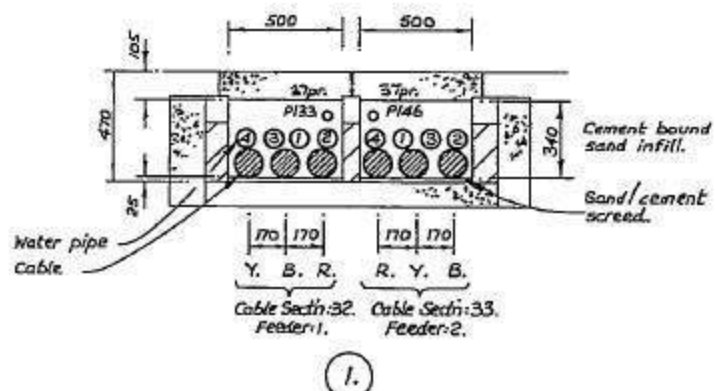 500 500
105
470
25
37pr. 37pr.
P133 P146
4 3 1 2 4 1 3 2
340
Cement bound
sand infill.
Sand/cement
screed.
Water pipe
Cable
170 170 170 170
Y. B. R. R. Y. B.
Cable Sectn:32. Cable Sectn:33.
Feeder:1. Feeder:2.
1.